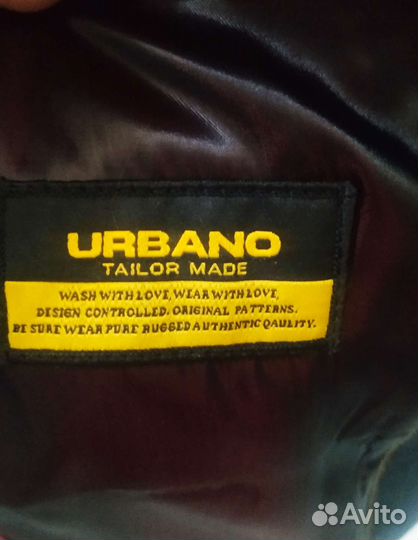 URBANO
TAILOR MADE
WASH WITH LOVE, WEAR WITH LOVE,
DESIGN CONTROLLED. ORIGINAL PATTERNS.
BE SURE WEAR PURE RUGGED AUTHENTIC QAULITY.
Avito